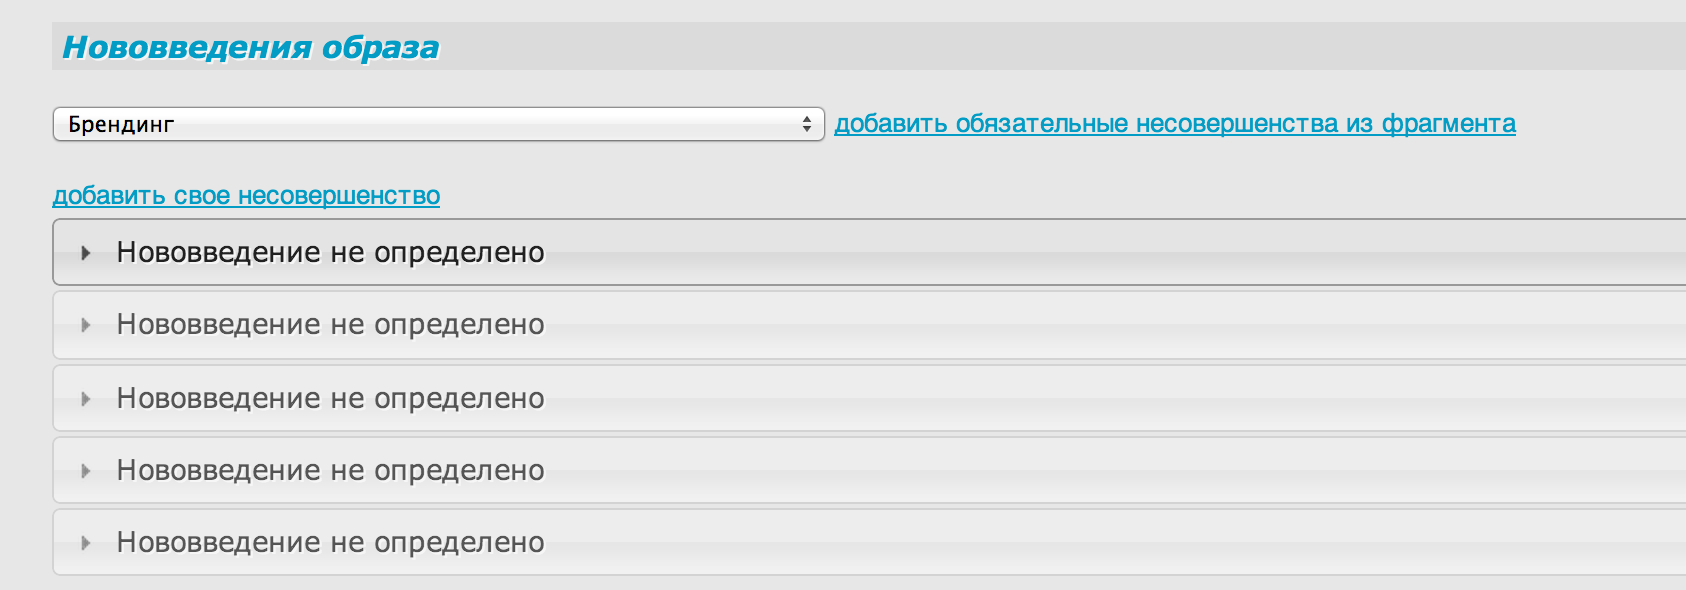 Нововведения образа
Брендинг добавить обязательные несовершенства из фрагмента
добавить свое несовершенство
Нововведение не определено
Нововведение не определено
Нововведение не определено
Нововведение не определено
Нововведение не определено